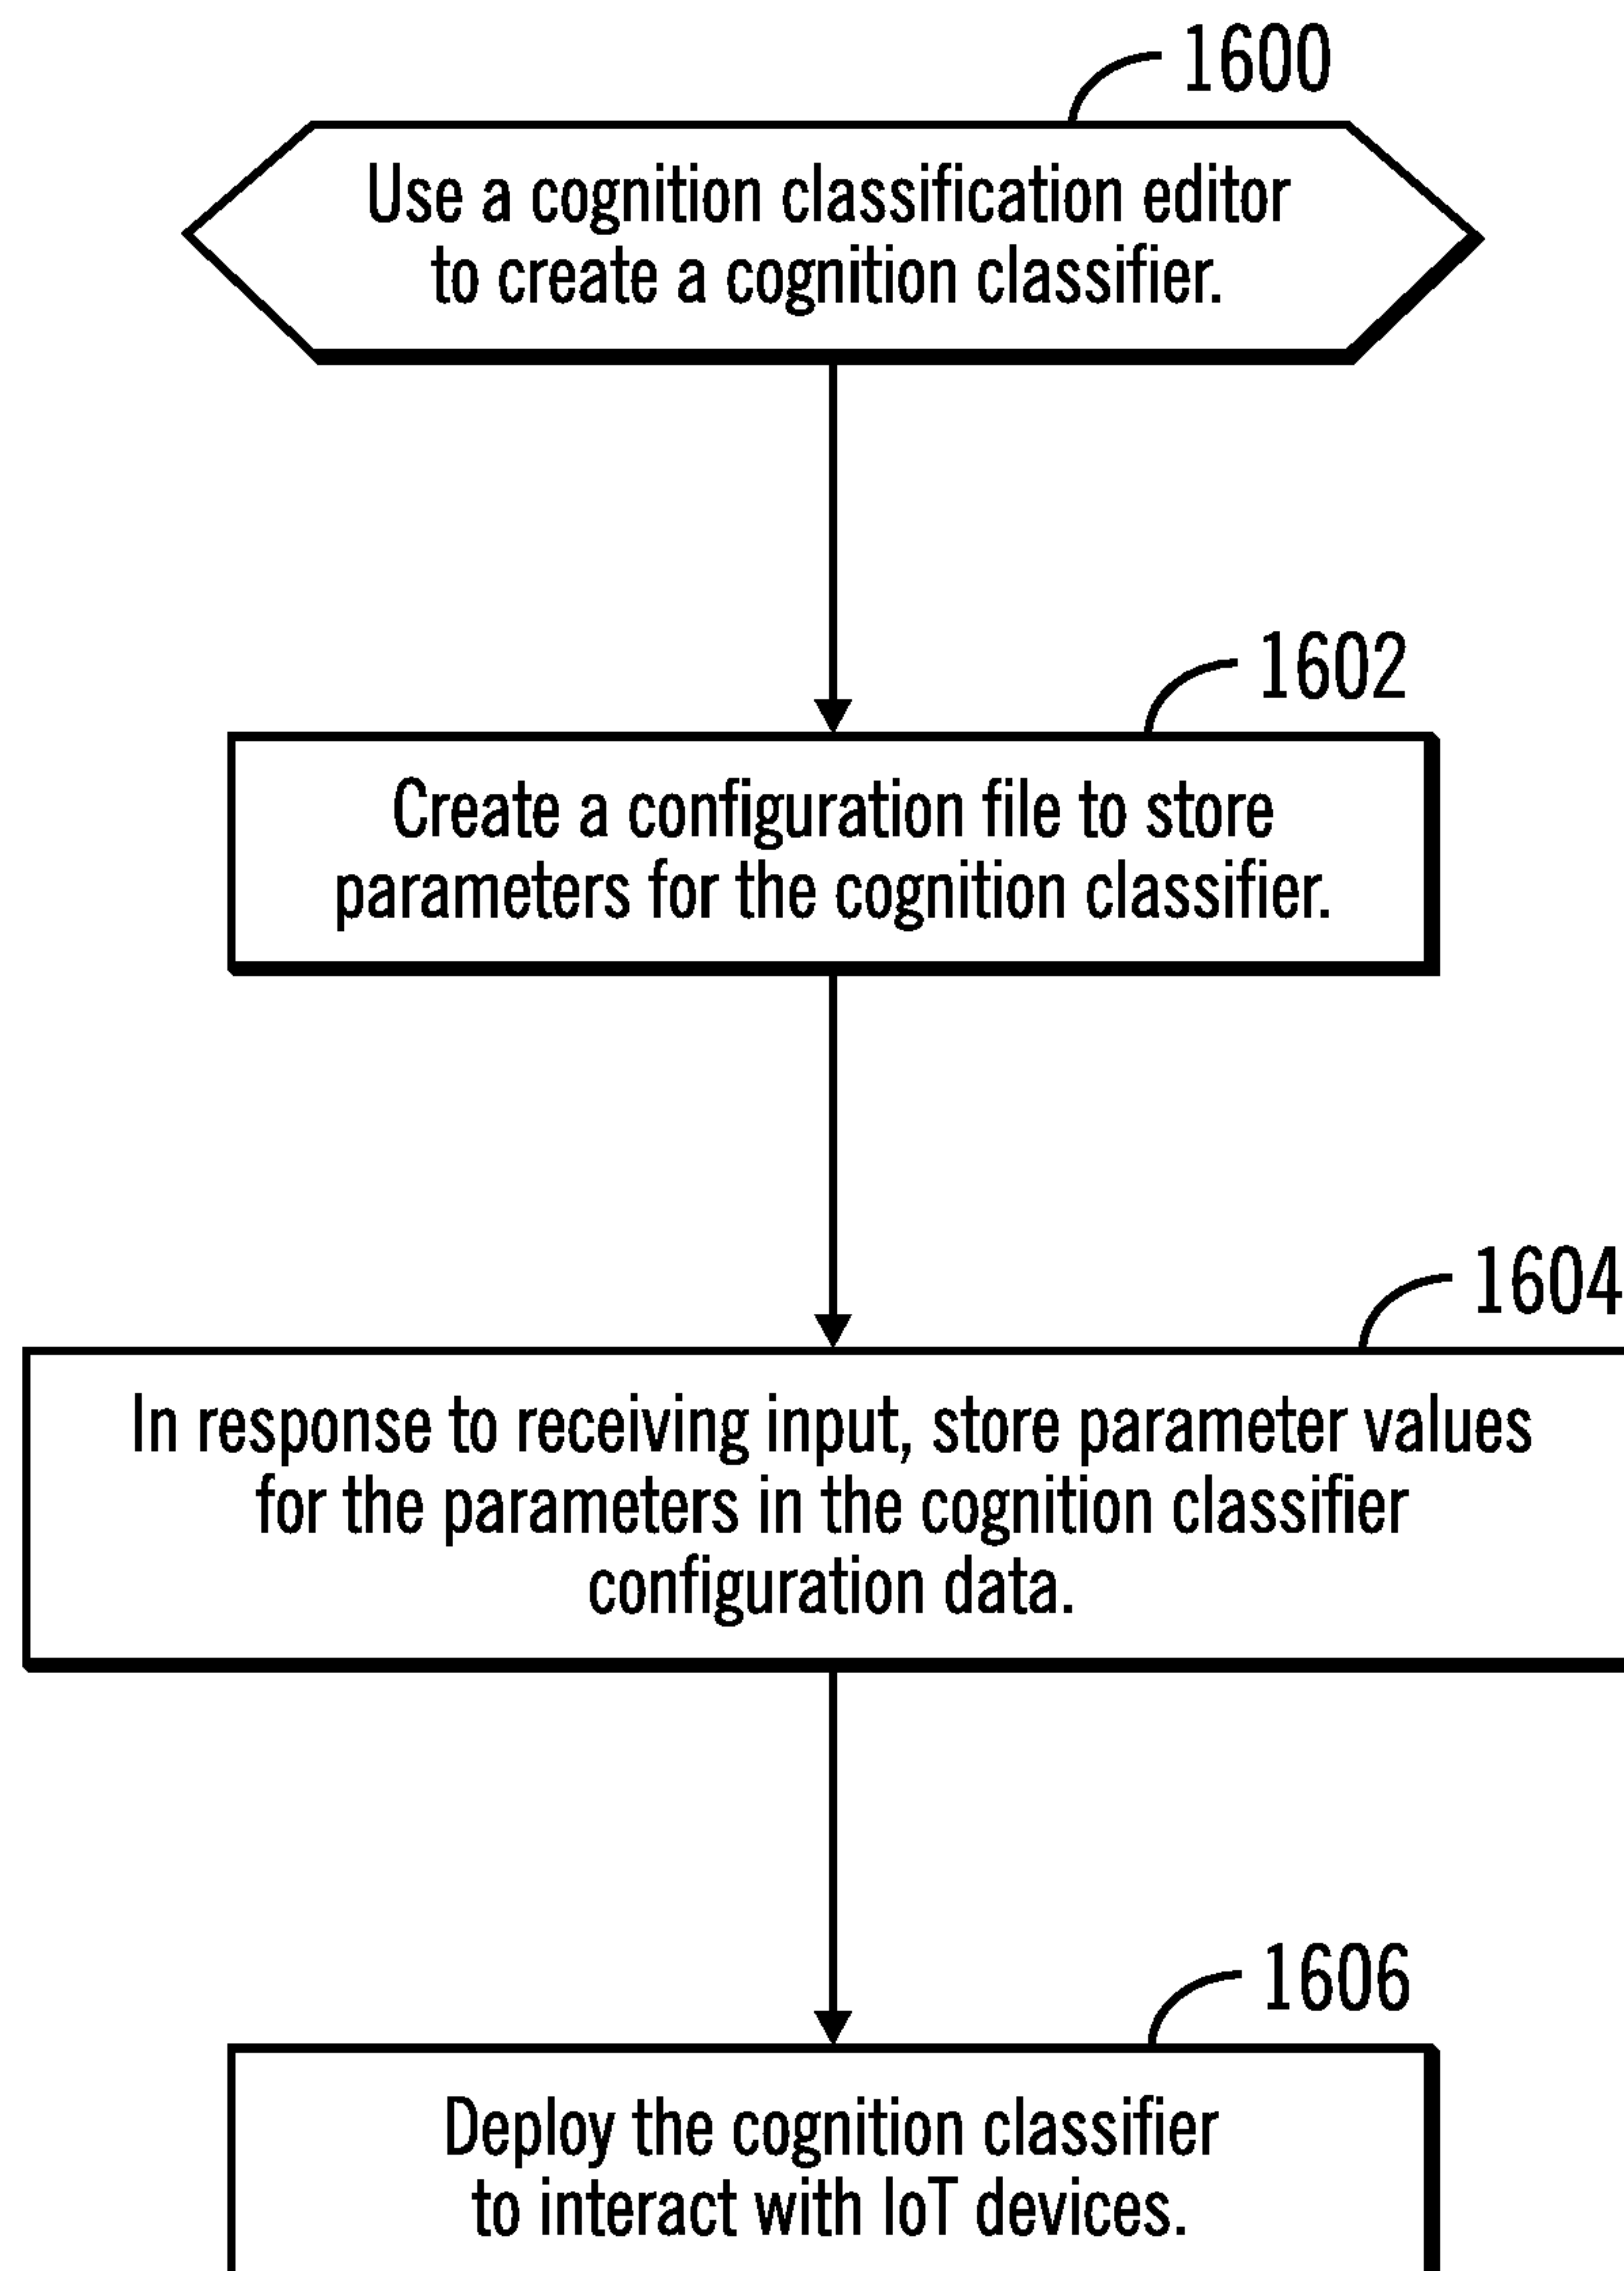 1600
Use a cognition classification editor
to create a cognition classifier.
1602
Create a configuration file to store
parameters for the cognition classifier.
1604
In response to receiving input, store parameter values
for the parameters in the cognition classifier
configuration data.
1606
Deploy the cognition classifier
to interact with IoT devices.